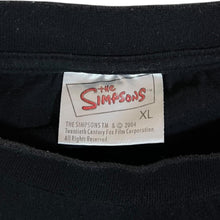 the
SIMPSONS
XL
THE SIMPSONS TM & © 2004
Twentieth Century Fox Film Corporation
All Rights Reserved